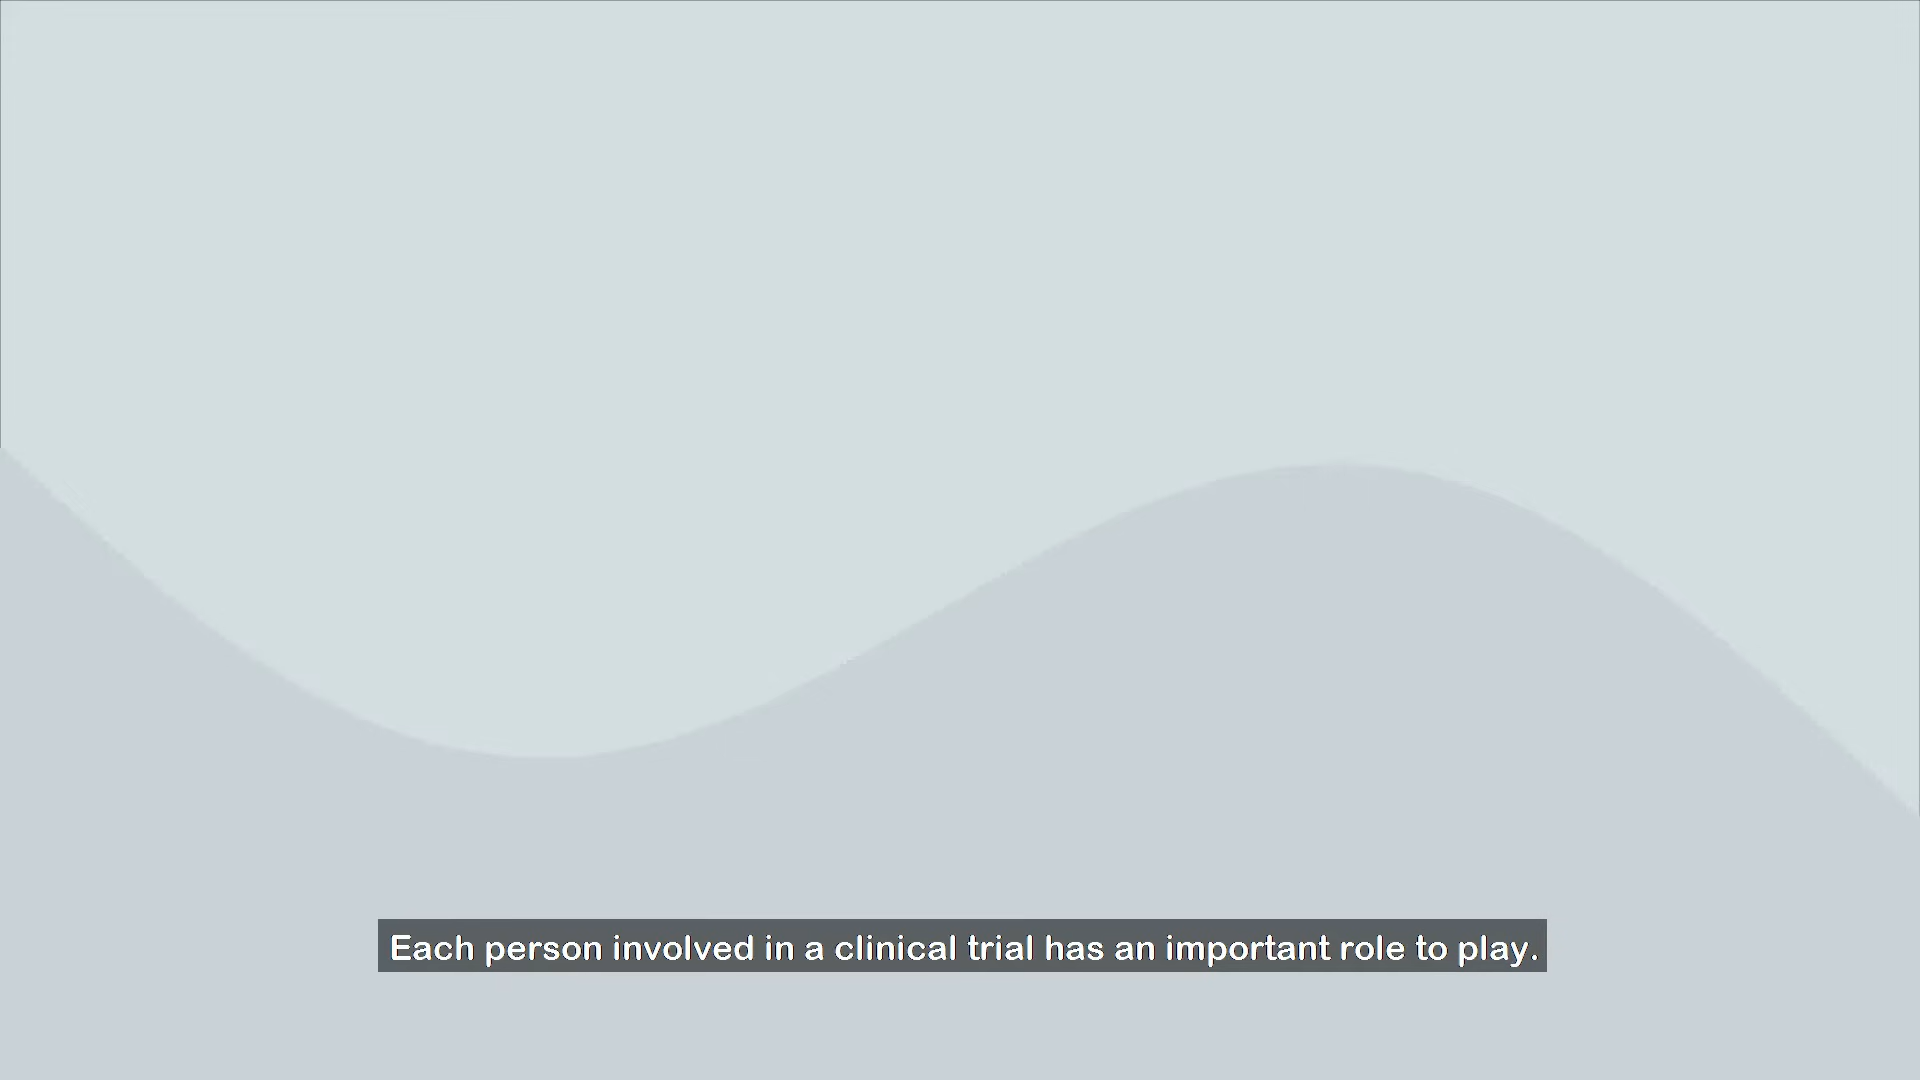 Each person involved in a clinical trial has an important role to play.